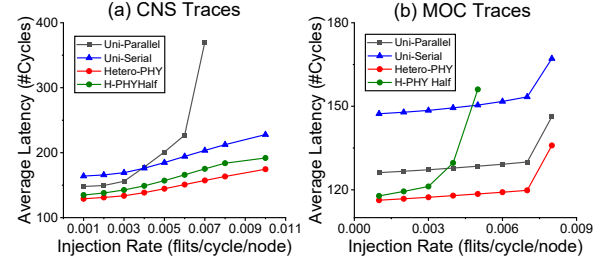 (a) CNS Traces
Average Latency (#Cycles)
400
300
200
100
Uni-Parallel
Uni-Serial
Hetero-PHY
H-PHYHalf
0.001 0.003 0.005 0.007 0.009 0.011
Injection Rate (flits/cycle/node)
(b) MOC Traces
Average Latency (#Cycles)
180
150
120
Uni-Parallel
Uni-Serial
Hetero-PHY
H-PHY Half
0.000 0.003 0.006 0.009
Injection Rate (flits/cycle/node)